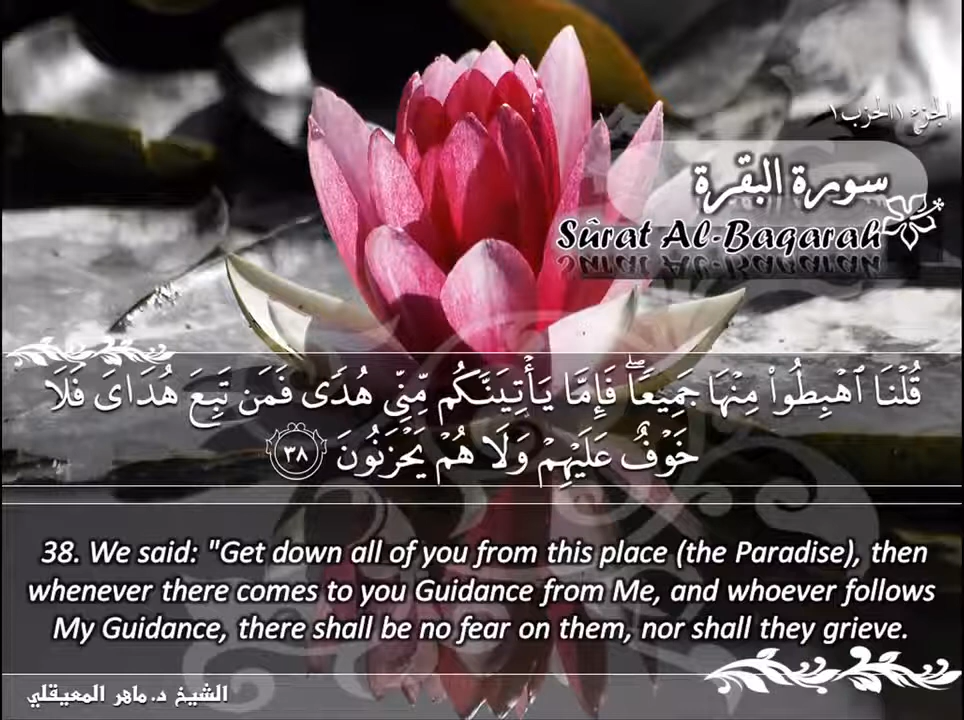 الجزء ١ الحزب ١
سورة البقرة
Sûrat Al-Baqarah
قُلْنَا ٱهْبِطُوا۟ مِنْهَا جَمِيعًۭا ۖ فَإِمَّا يَأْتِيَنَّكُم مِّنِّى هُدًۭى فَمَن تَبِعَ هُدَاىَ فَلَا
خَوْفٌ عَلَيْهِمْ وَلَا هُمْ يَحْزَنُونَ ٣٨
38. We said: "Get down all of you from this place (the Paradise), then
whenever there comes to you Guidance from Me, and whoever follows
My Guidance, there shall be no fear on them, nor shall they grieve.
الشيخ د. ماهر المعيقلي